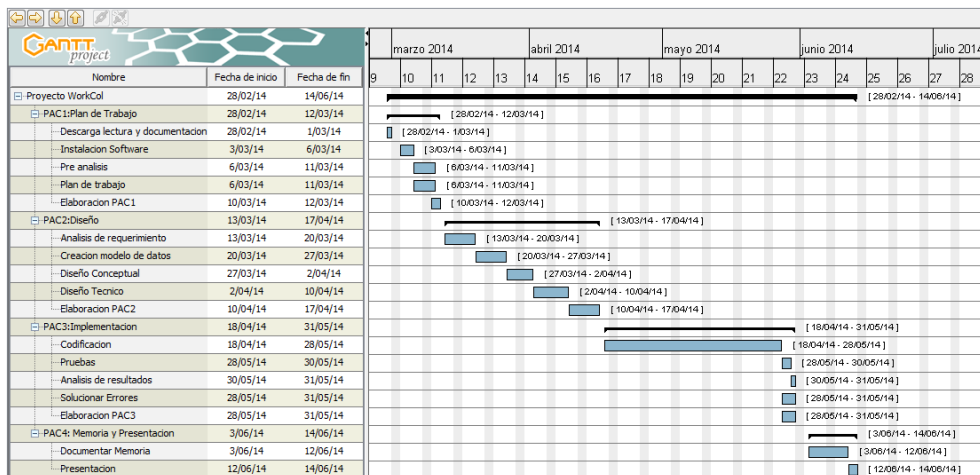 GANTT
project
marzo 2014 abril 2014 mayo 2014 junio 2014 julio 2014
Nombre Fecha de inicio Fecha de fin 9 10 11 12 13 14 15 16 17 18 19 20 21 22 23 24 25 26 27 28
Proyecto WorkCol 28/02/14 14/06/14 [ 28/02/14 - 14/06/14 ]
PAC1:Plan de Trabajo 28/02/14 12/03/14 [ 28/02/14 - 12/03/14 ]
Descarga lectura y documentacion 28/02/14 1/03/14 [ 28/02/14 - 1/03/14 ]
Instalacion Software 3/03/14 6/03/14 [ 3/03/14 - 6/03/14 ]
Pre analisis 6/03/14 11/03/14 [ 6/03/14 - 11/03/14 ]
Plan de trabajo 6/03/14 11/03/14 [ 6/03/14 - 11/03/14 ]
Elaboracion PAC1 10/03/14 12/03/14 [ 10/03/14 - 12/03/14 ]
PAC2:Diseño 13/03/14 17/04/14 [ 13/03/14 - 17/04/14 ]
Analisis de requerimiento 13/03/14 20/03/14 [ 13/03/14 - 20/03/14 ]
Creacion modelo de datos 20/03/14 27/03/14 [ 20/03/14 - 27/03/14 ]
Diseño Conceptual 27/03/14 2/04/14 [ 27/03/14 - 2/04/14 ]
Diseño Tecnico 2/04/14 10/04/14 [ 2/04/14 - 10/04/14 ]
Elaboracion PAC2 10/04/14 17/04/14 [ 10/04/14 - 17/04/14 ]
PAC3:Implementacion 18/04/14 31/05/14 [ 18/04/14 - 31/05/14 ]
Codificacion 18/04/14 28/05/14 [ 18/04/14 - 28/05/14 ]
Pruebas 28/05/14 30/05/14 [ 28/05/14 - 30/05/14 ]
Analisis de resultados 30/05/14 31/05/14 [ 30/05/14 - 31/05/14 ]
Solucionar Errores 28/05/14 31/05/14 [ 28/05/14 - 31/05/14 ]
Elaboracion PAC3 28/05/14 31/05/14 [ 28/05/14 - 31/05/14 ]
PAC4: Memoria y Presentacion 3/06/14 14/06/14 [ 3/06/14 - 14/06/14 ]
Documentar Memoria 3/06/14 12/06/14 [ 3/06/14 - 12/06/14 ]
Presentacion 12/06/14 14/06/14 [ 12/06/14 - 14/06/14 ]